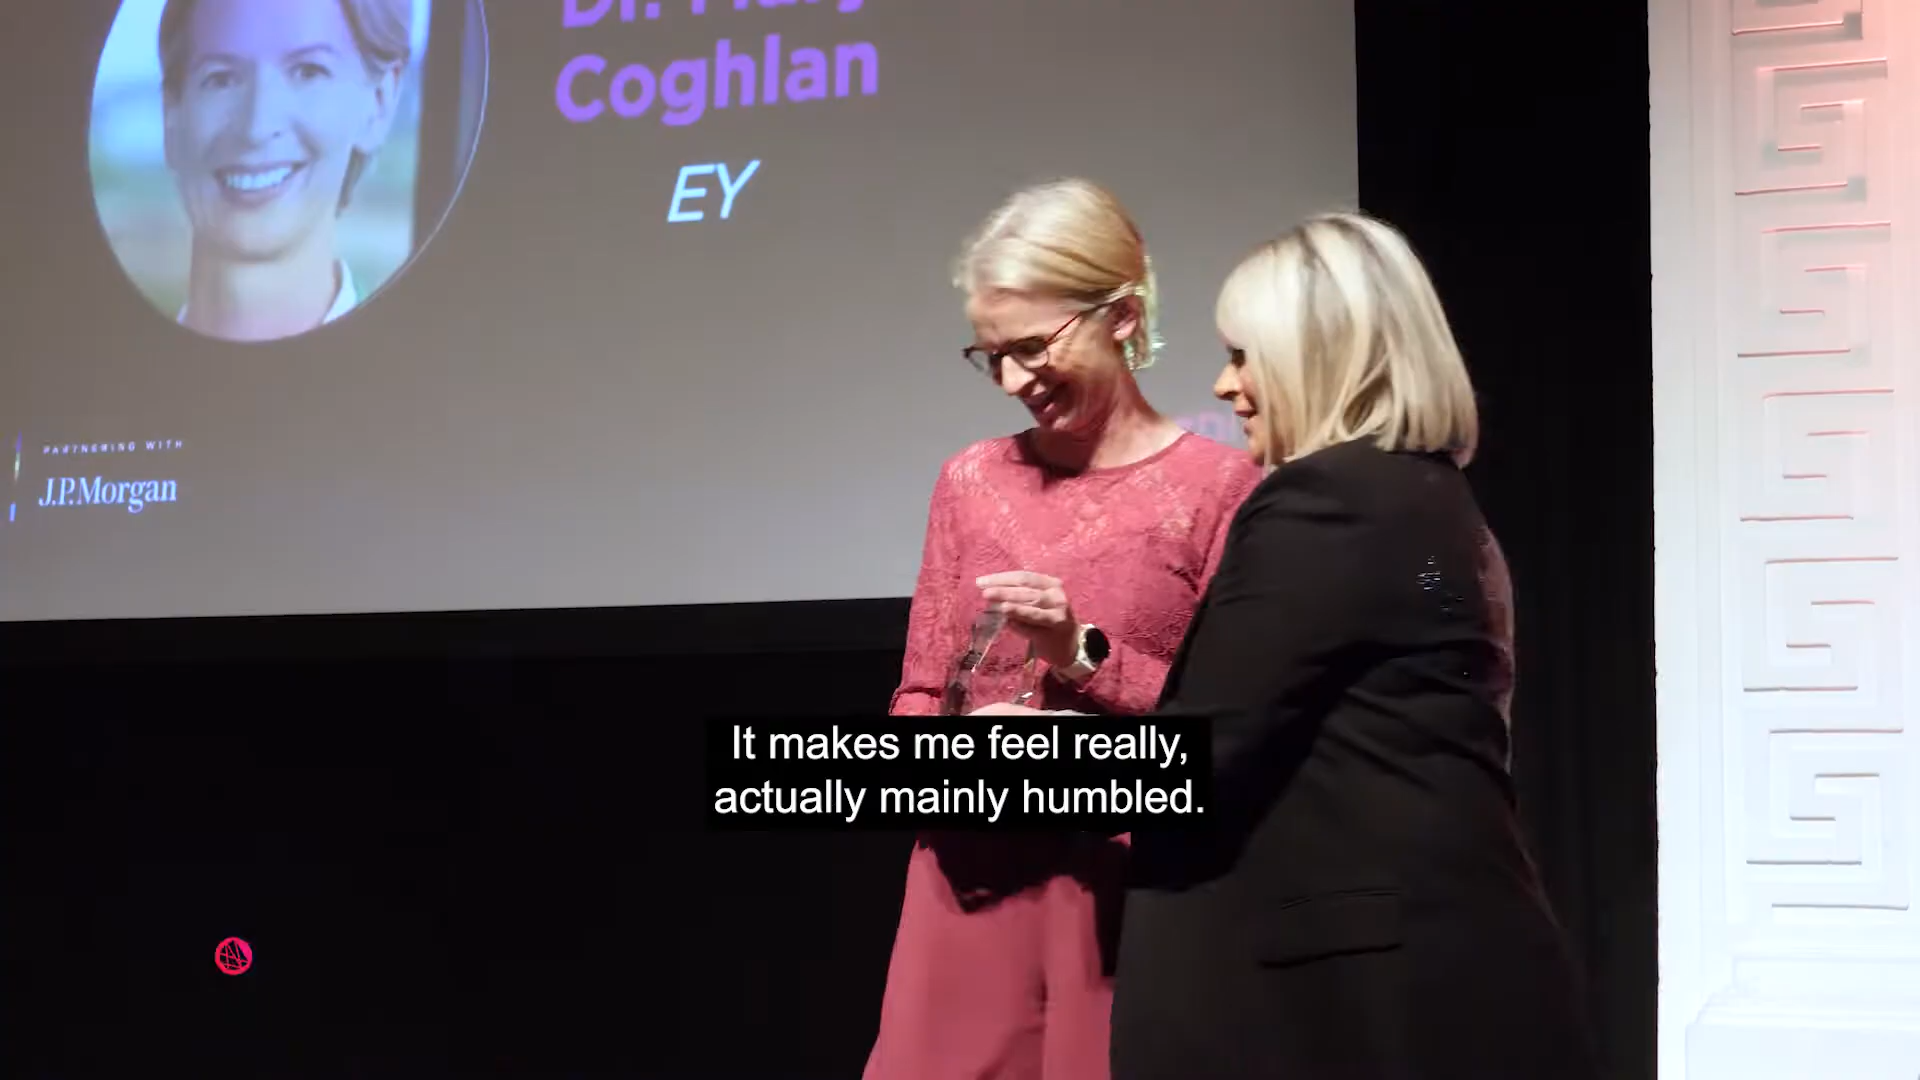 Coghlan
EY
PARTNERING WITH
J.P.Morgan
It makes me feel really,
actually mainly humbled.